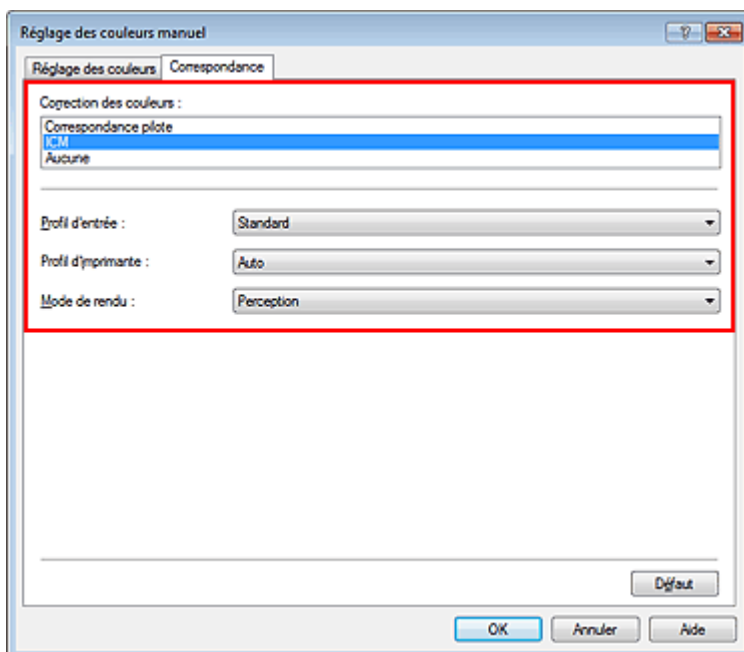 Réglage des couleurs manuel
Réglage des couleurs Correspondance
Correction des couleurs :
Correspondance pilote
ICM
Aucune
Profil d'entrée : Standard
Profil d'imprimante : Auto
Mode de rendu : Perception
Défaut
OK Annuler Aide